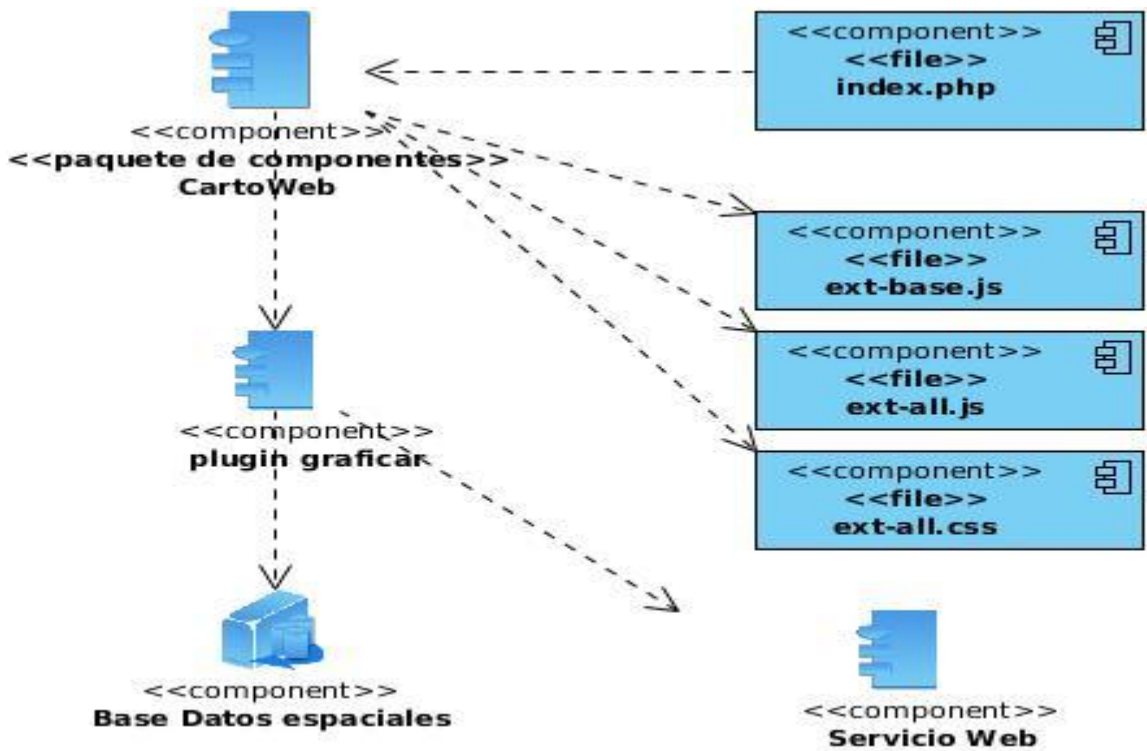 <<component>>
<<file>>
index.php
<<component>>
<<paquete de componentes>>
CartoWeb
<<component>>
<<file>>
ext-base.js
<<component>>
<<file>>
ext-all.js
<<component>>
plugin graficar
<<component>>
<<file>>
ext-all.css
<<component>>
Base Datos espaciales
<<component>>
Servicio Web